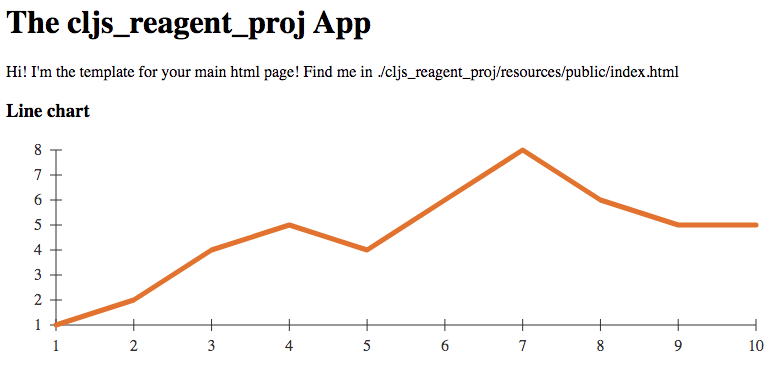 The cljs_reagent_proj App
Hi! I'm the template for your main html page! Find me in ./cljs_reagent_proj/resources/public/index.html
Line chart
8
7
6
5
4
3
2
1
1 2 3 4 5 6 7 8 9 10